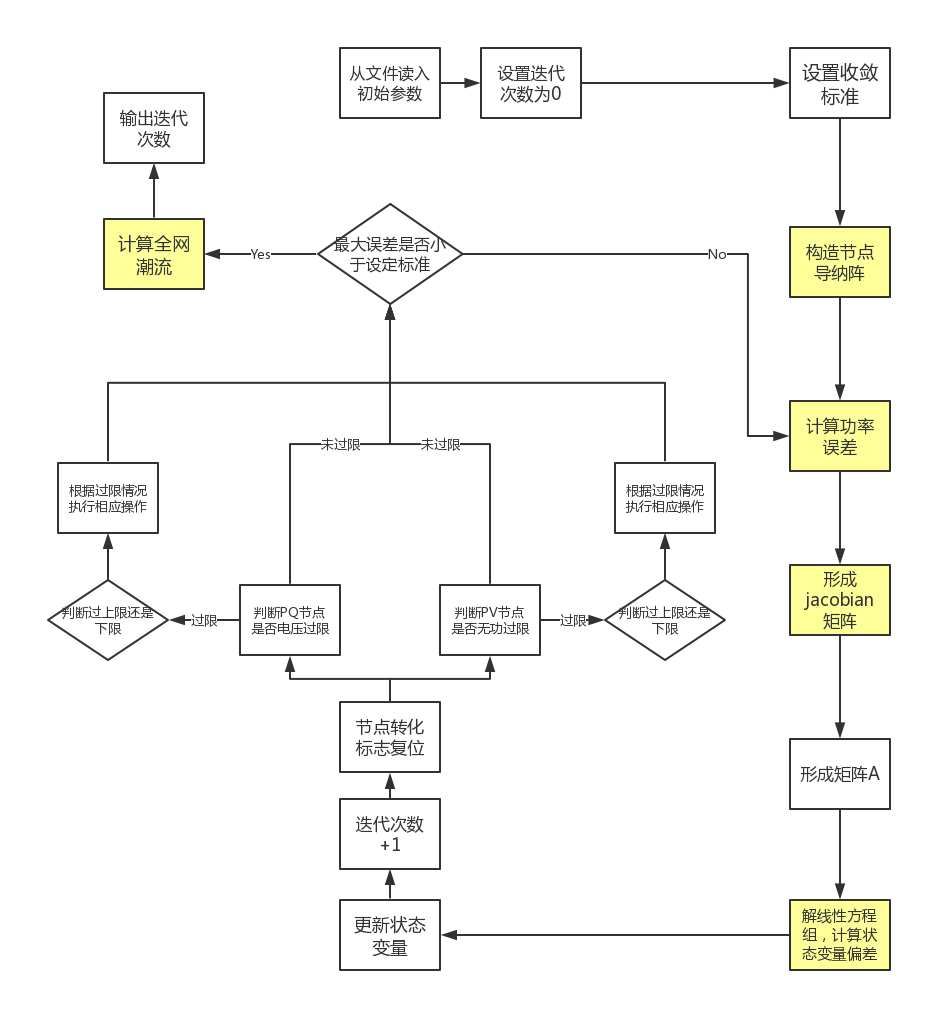 从文件读入
初始参数
设置迭代
次数为0
设置收敛
标准
输出迭代
次数
计算全网
潮流
Yes
最大误差是否小
于设定标准
No
构造节点
导纳阵
计算功率
误差
未过限
未过限
根据过限情况
执行相应操作
根据过限情况
执行相应操作
形成
jacobian
矩阵
判断过上限还是
下限
过限
判断PQ节点
是否电压过限
判断PV节点
是否无功过限
过限
判断过上限还是
下限
节点转化
标志复位
形成矩阵A
迭代次数
+1
更新状态
变量
解线性方程
组，计算状
态变量偏差